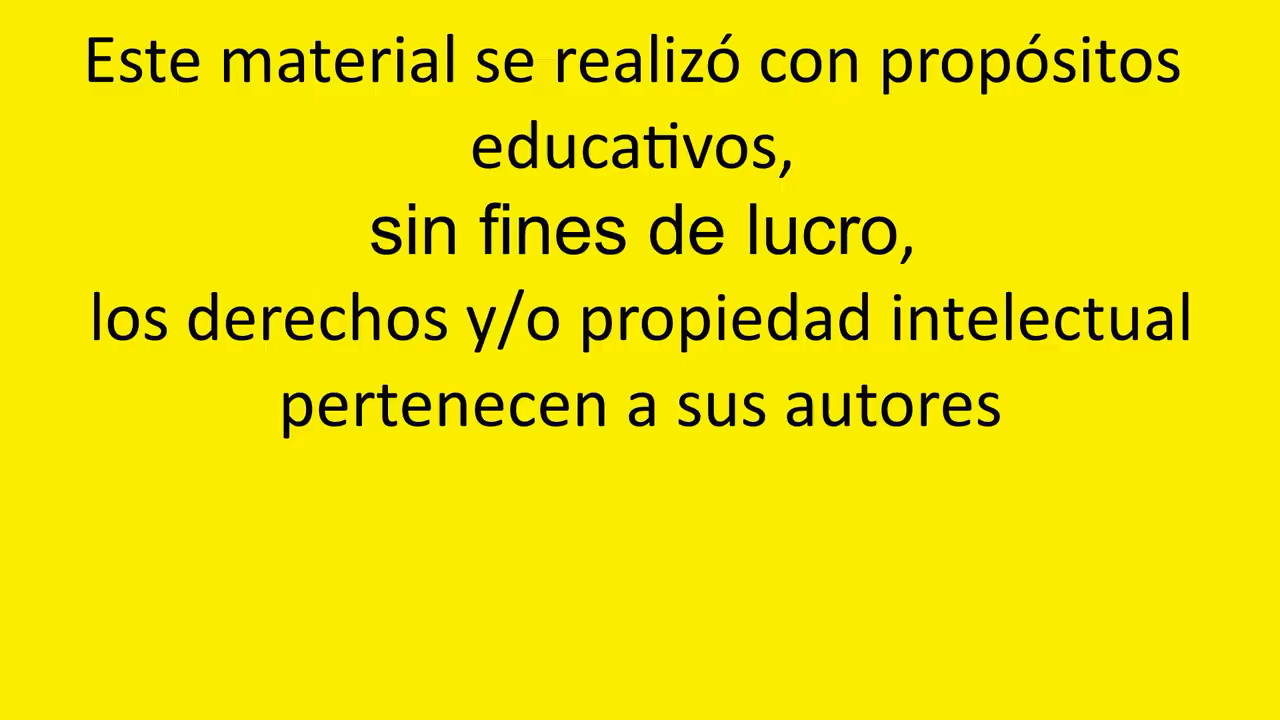 Este material se realizó con propósitos
educativos,
sin fines de lucro,
los derechos y/o propiedad intelectual
pertenecen a sus autores